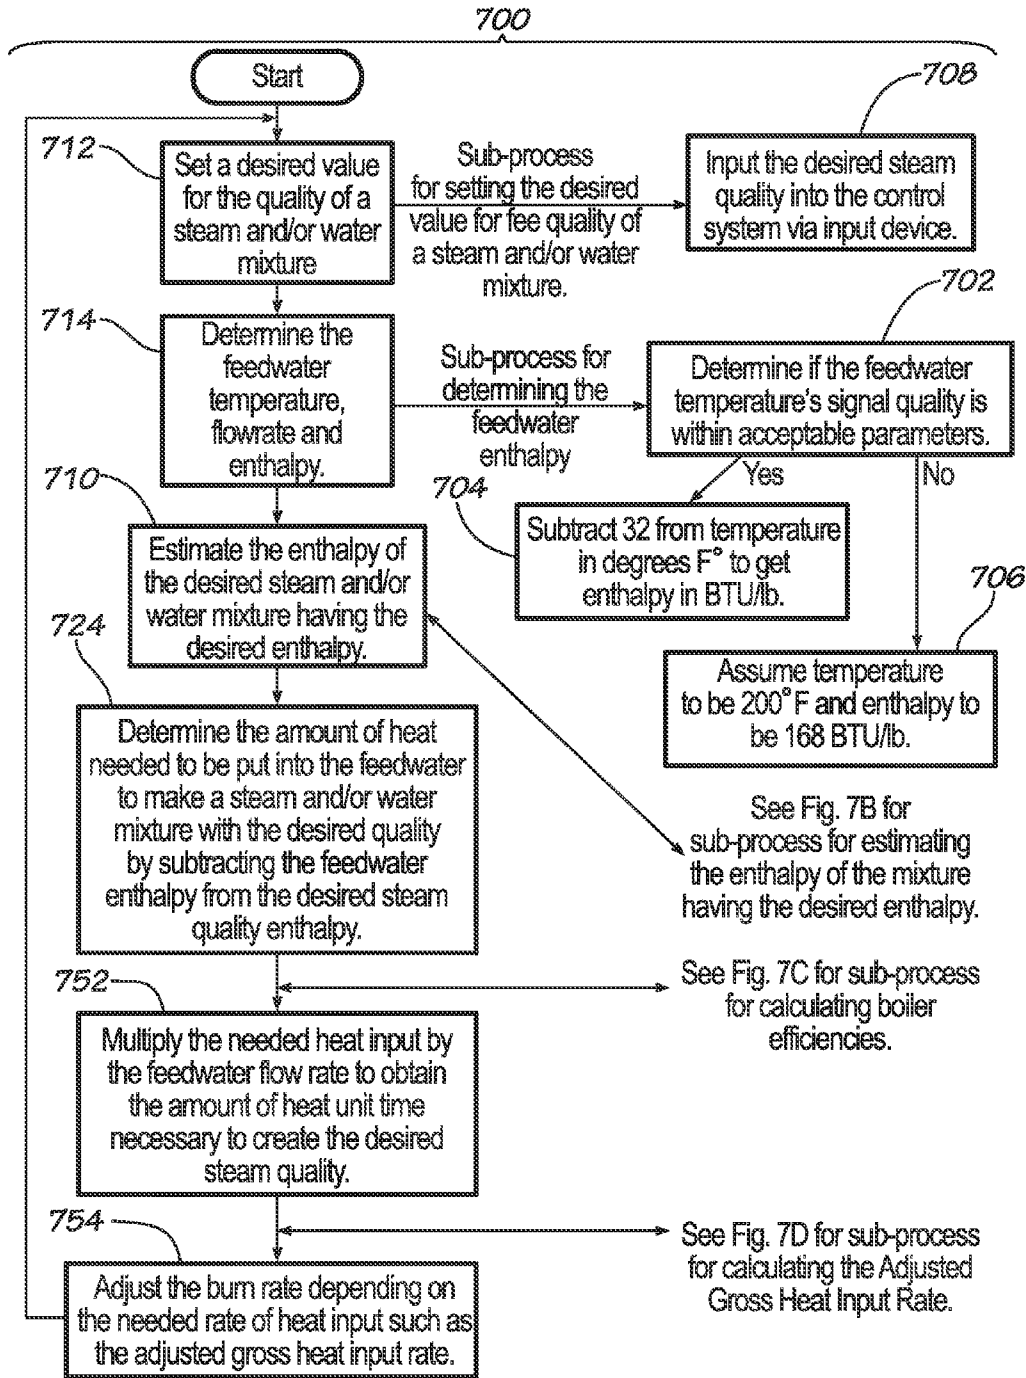 700
Start
708
712
Set a desired value
for the quality of a
steam and/or water
mixture
Sub-process
for setting the desired
value for fee quality of
a steam and/or water
mixture.
Input the desired steam
quality into the control
system via input device.
702
714
Determine the
feedwater
temperature,
flowrate and
enthalpy.
Sub-process for
determining the
feedwater
enthalpy
Determine if the feedwater
temperature's signal quality is
within acceptable parameters.
Yes
No
710
704
Estimate the enthalpy of
the desired steam and/or
water mixture having the
desired enthalpy.
Subtract 32 from temperature
in degrees F° to get
enthalpy in BTU/lb.
706
724
Assume temperature
to be 200°F and enthalpy to
be 168 BTU/lb.
Determine the amount of heat
needed to be put into the feedwater
to make a steam and/or water
mixture with the desired quality
by subtracting the feedwater
enthalpy from the desired steam
quality enthalpy.
See Fig. 7B for
sub-process for estimating
the enthalpy of the mixture
having the desired enthalpy.
752
See Fig. 7C for sub-process
for calculating boiler
efficiencies.
Multiply the needed heat input by
the feedwater flow rate to obtain
the amount of heat unit time
necessary to create the desired
steam quality.
754
See Fig. 7D for sub-process
for calculating the Adjusted
Gross Heat Input Rate.
Adjust the burn rate depending on
the needed rate of heat input such as
the adjusted gross heat input rate.